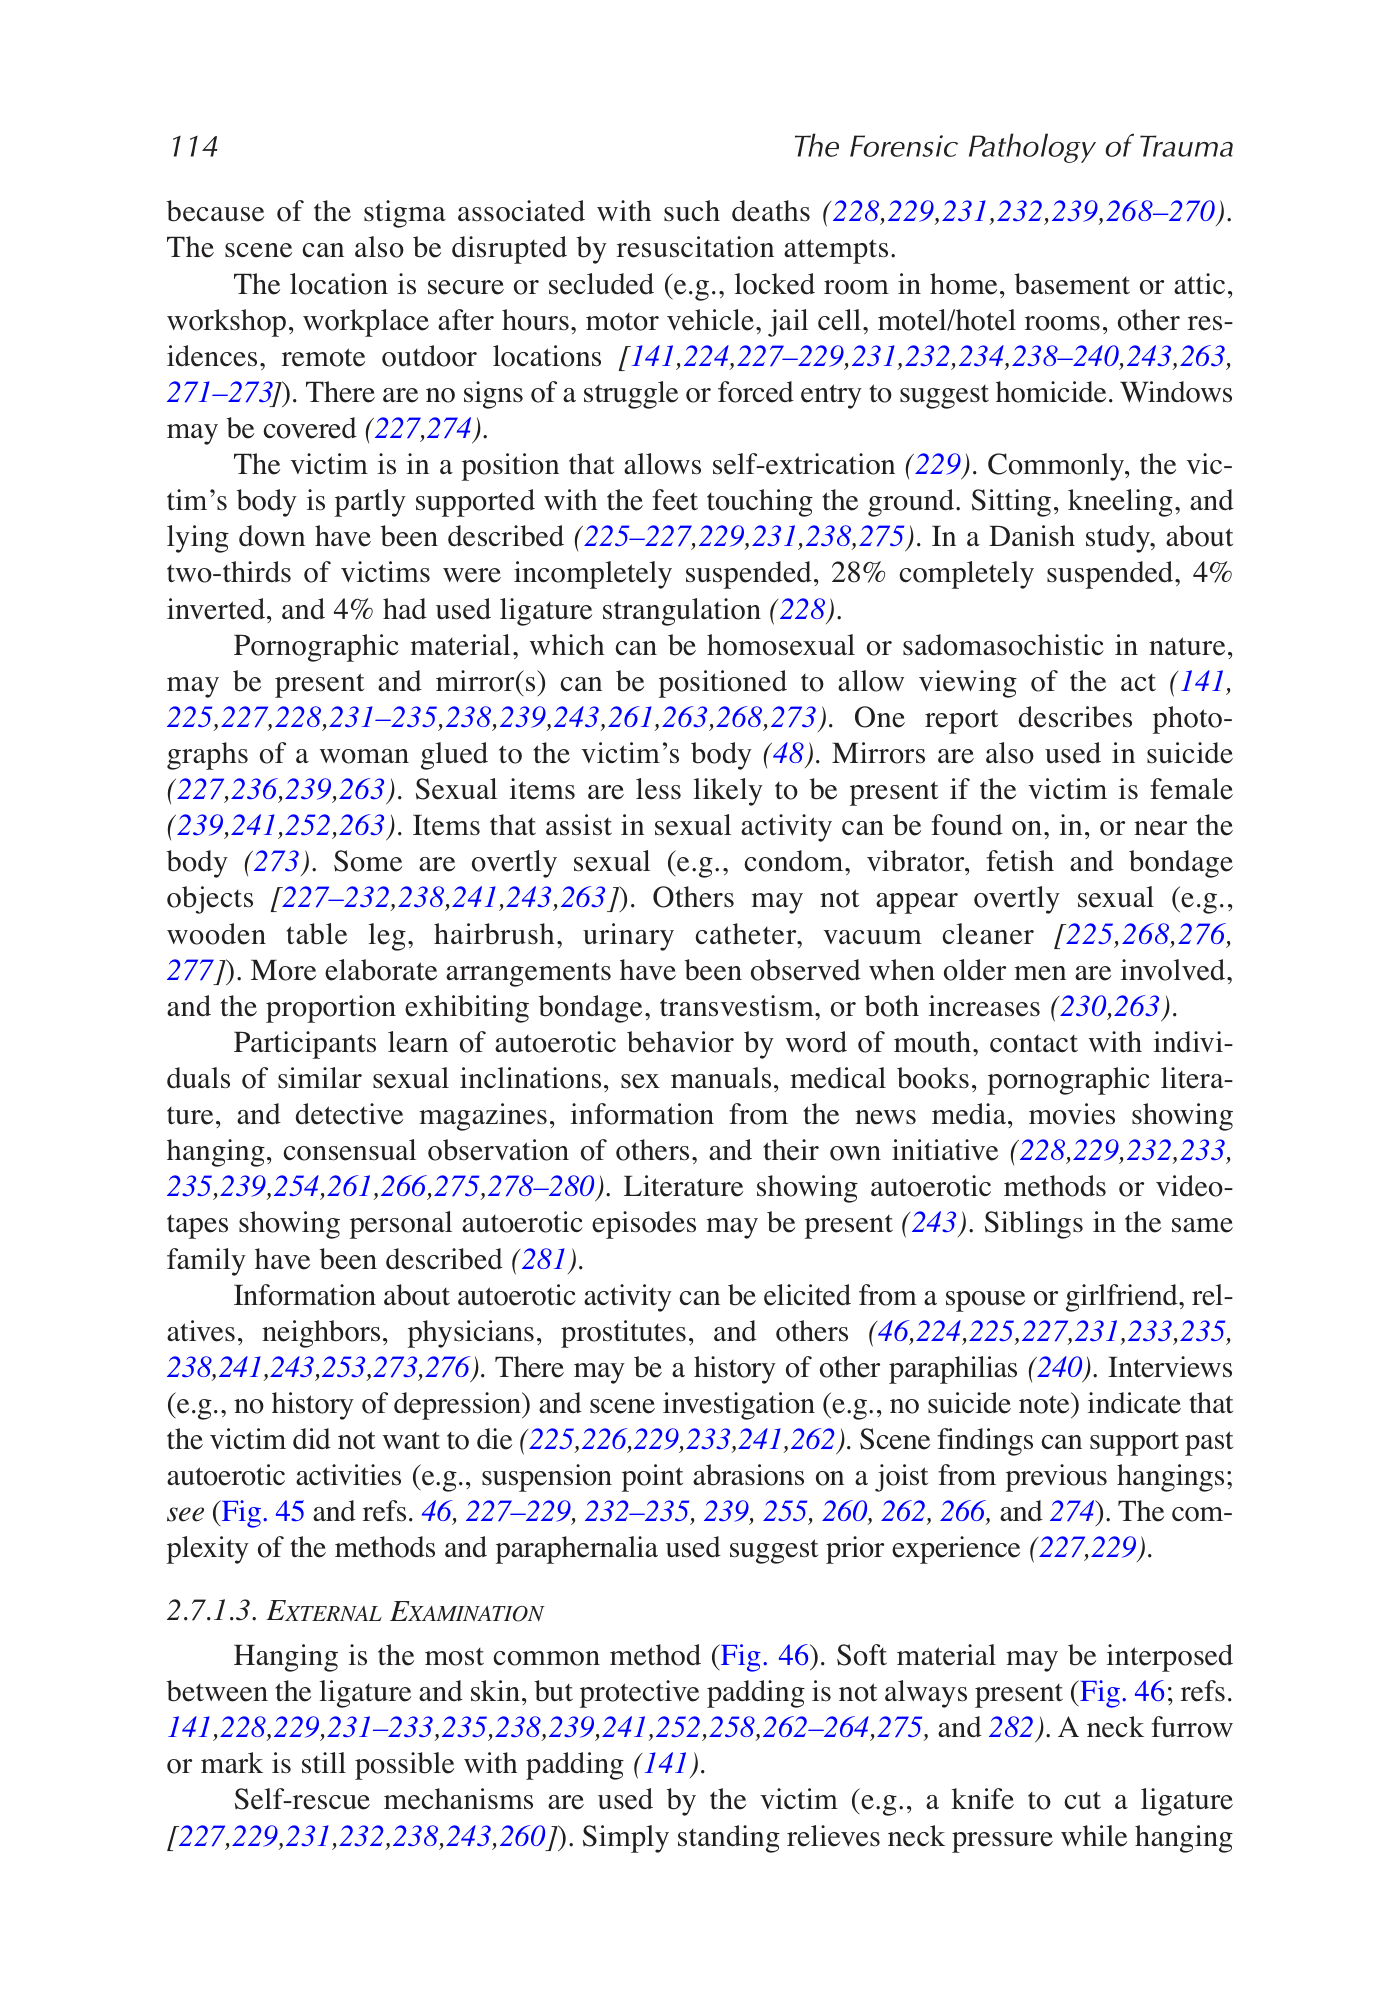 114
The Forensic Pathology of Trauma
because of the stigma associated with such deaths (228,229,231,232,239,268–270).
The scene can also be disrupted by resuscitation attempts.
The location is secure or secluded (e.g., locked room in home, basement or attic,
workshop, workplace after hours, motor vehicle, jail cell, motel/hotel rooms, other res-
idences, remote outdoor locations [141,224,227–229,231,232,234,238–240,243,263,
271–273]). There are no signs of a struggle or forced entry to suggest homicide. Windows
may be covered (227,274).
The victim is in a position that allows self-extrication (229). Commonly, the vic-
tim’s body is partly supported with the feet touching the ground. Sitting, kneeling, and
lying down have been described (225–227,229,231,238,275). In a Danish study, about
two-thirds of victims were incompletely suspended, 28% completely suspended, 4%
inverted, and 4% had used ligature strangulation (228).
Pornographic material, which can be homosexual or sadomasochistic in nature,
may be present and mirror(s) can be positioned to allow viewing of the act (141,
225,227,228,231–235,238,239,243,261,263,268,273). One report describes photo-
graphs of a woman glued to the victim’s body (48). Mirrors are also used in suicide
(227,236,239,263). Sexual items are less likely to be present if the victim is female
(239,241,252,263). Items that assist in sexual activity can be found on, in, or near the
body (273). Some are overtly sexual (e.g., condom, vibrator, fetish and bondage
objects [227–232,238,241,243,263]). Others may not appear overtly sexual (e.g.,
wooden table leg, hairbrush, urinary catheter, vacuum cleaner [225,268,276,
277]). More elaborate arrangements have been observed when older men are involved,
and the proportion exhibiting bondage, transvestism, or both increases (230,263).
Participants learn of autoerotic behavior by word of mouth, contact with indivi-
duals of similar sexual inclinations, sex manuals, medical books, pornographic litera-
ture, and detective magazines, information from the news media, movies showing
hanging, consensual observation of others, and their own initiative (228,229,232,233,
235,239,254,261,266,275,278–280). Literature showing autoerotic methods or video-
tapes showing personal autoerotic episodes may be present (243). Siblings in the same
family have been described (281).
Information about autoerotic activity can be elicited from a spouse or girlfriend, rel-
atives, neighbors, physicians, prostitutes, and others (46,224,225,227,231,233,235,
238,241,243,253,273,276). There may be a history of other paraphilias (240). Interviews
(e.g., no history of depression) and scene investigation (e.g., no suicide note) indicate that
the victim did not want to die (225,226,229,233,241,262). Scene findings can support past
autoerotic activities (e.g., suspension point abrasions on a joist from previous hangings;
see (Fig. 45 and refs. 46, 227–229, 232–235, 239, 255, 260, 262, 266, and 274). The com-
plexity of the methods and paraphernalia used suggest prior experience (227,229).
2.7.1.3. EXTERNAL EXAMINATION
Hanging is the most common method (Fig. 46). Soft material may be interposed
between the ligature and skin, but protective padding is not always present (Fig. 46; refs.
141,228,229,231–233,235,238,239,241,252,258,262–264,275, and 282). A neck furrow
or mark is still possible with padding (141).
Self-rescue mechanisms are used by the victim (e.g., a knife to cut a ligature
[227,229,231,232,238,243,260]). Simply standing relieves neck pressure while hanging